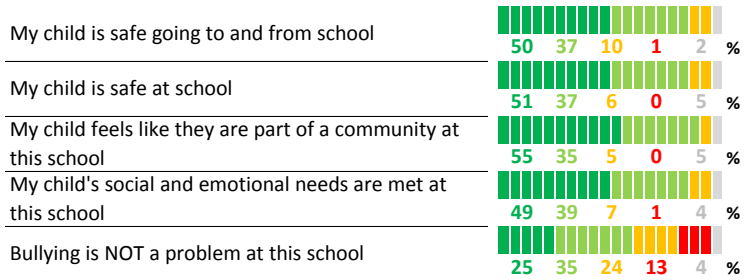 My child is safe going to and from school
50 37 10 1 2 %
My child is safe at school
51 37 6 0 5 %
My child feels like they are part of a community at
this school
55 35 5 0 5 %
My child's social and emotional needs are met at
this school
49 39 7 1 4 %
Bullying is NOT a problem at this school
25 35 24 13 4 %